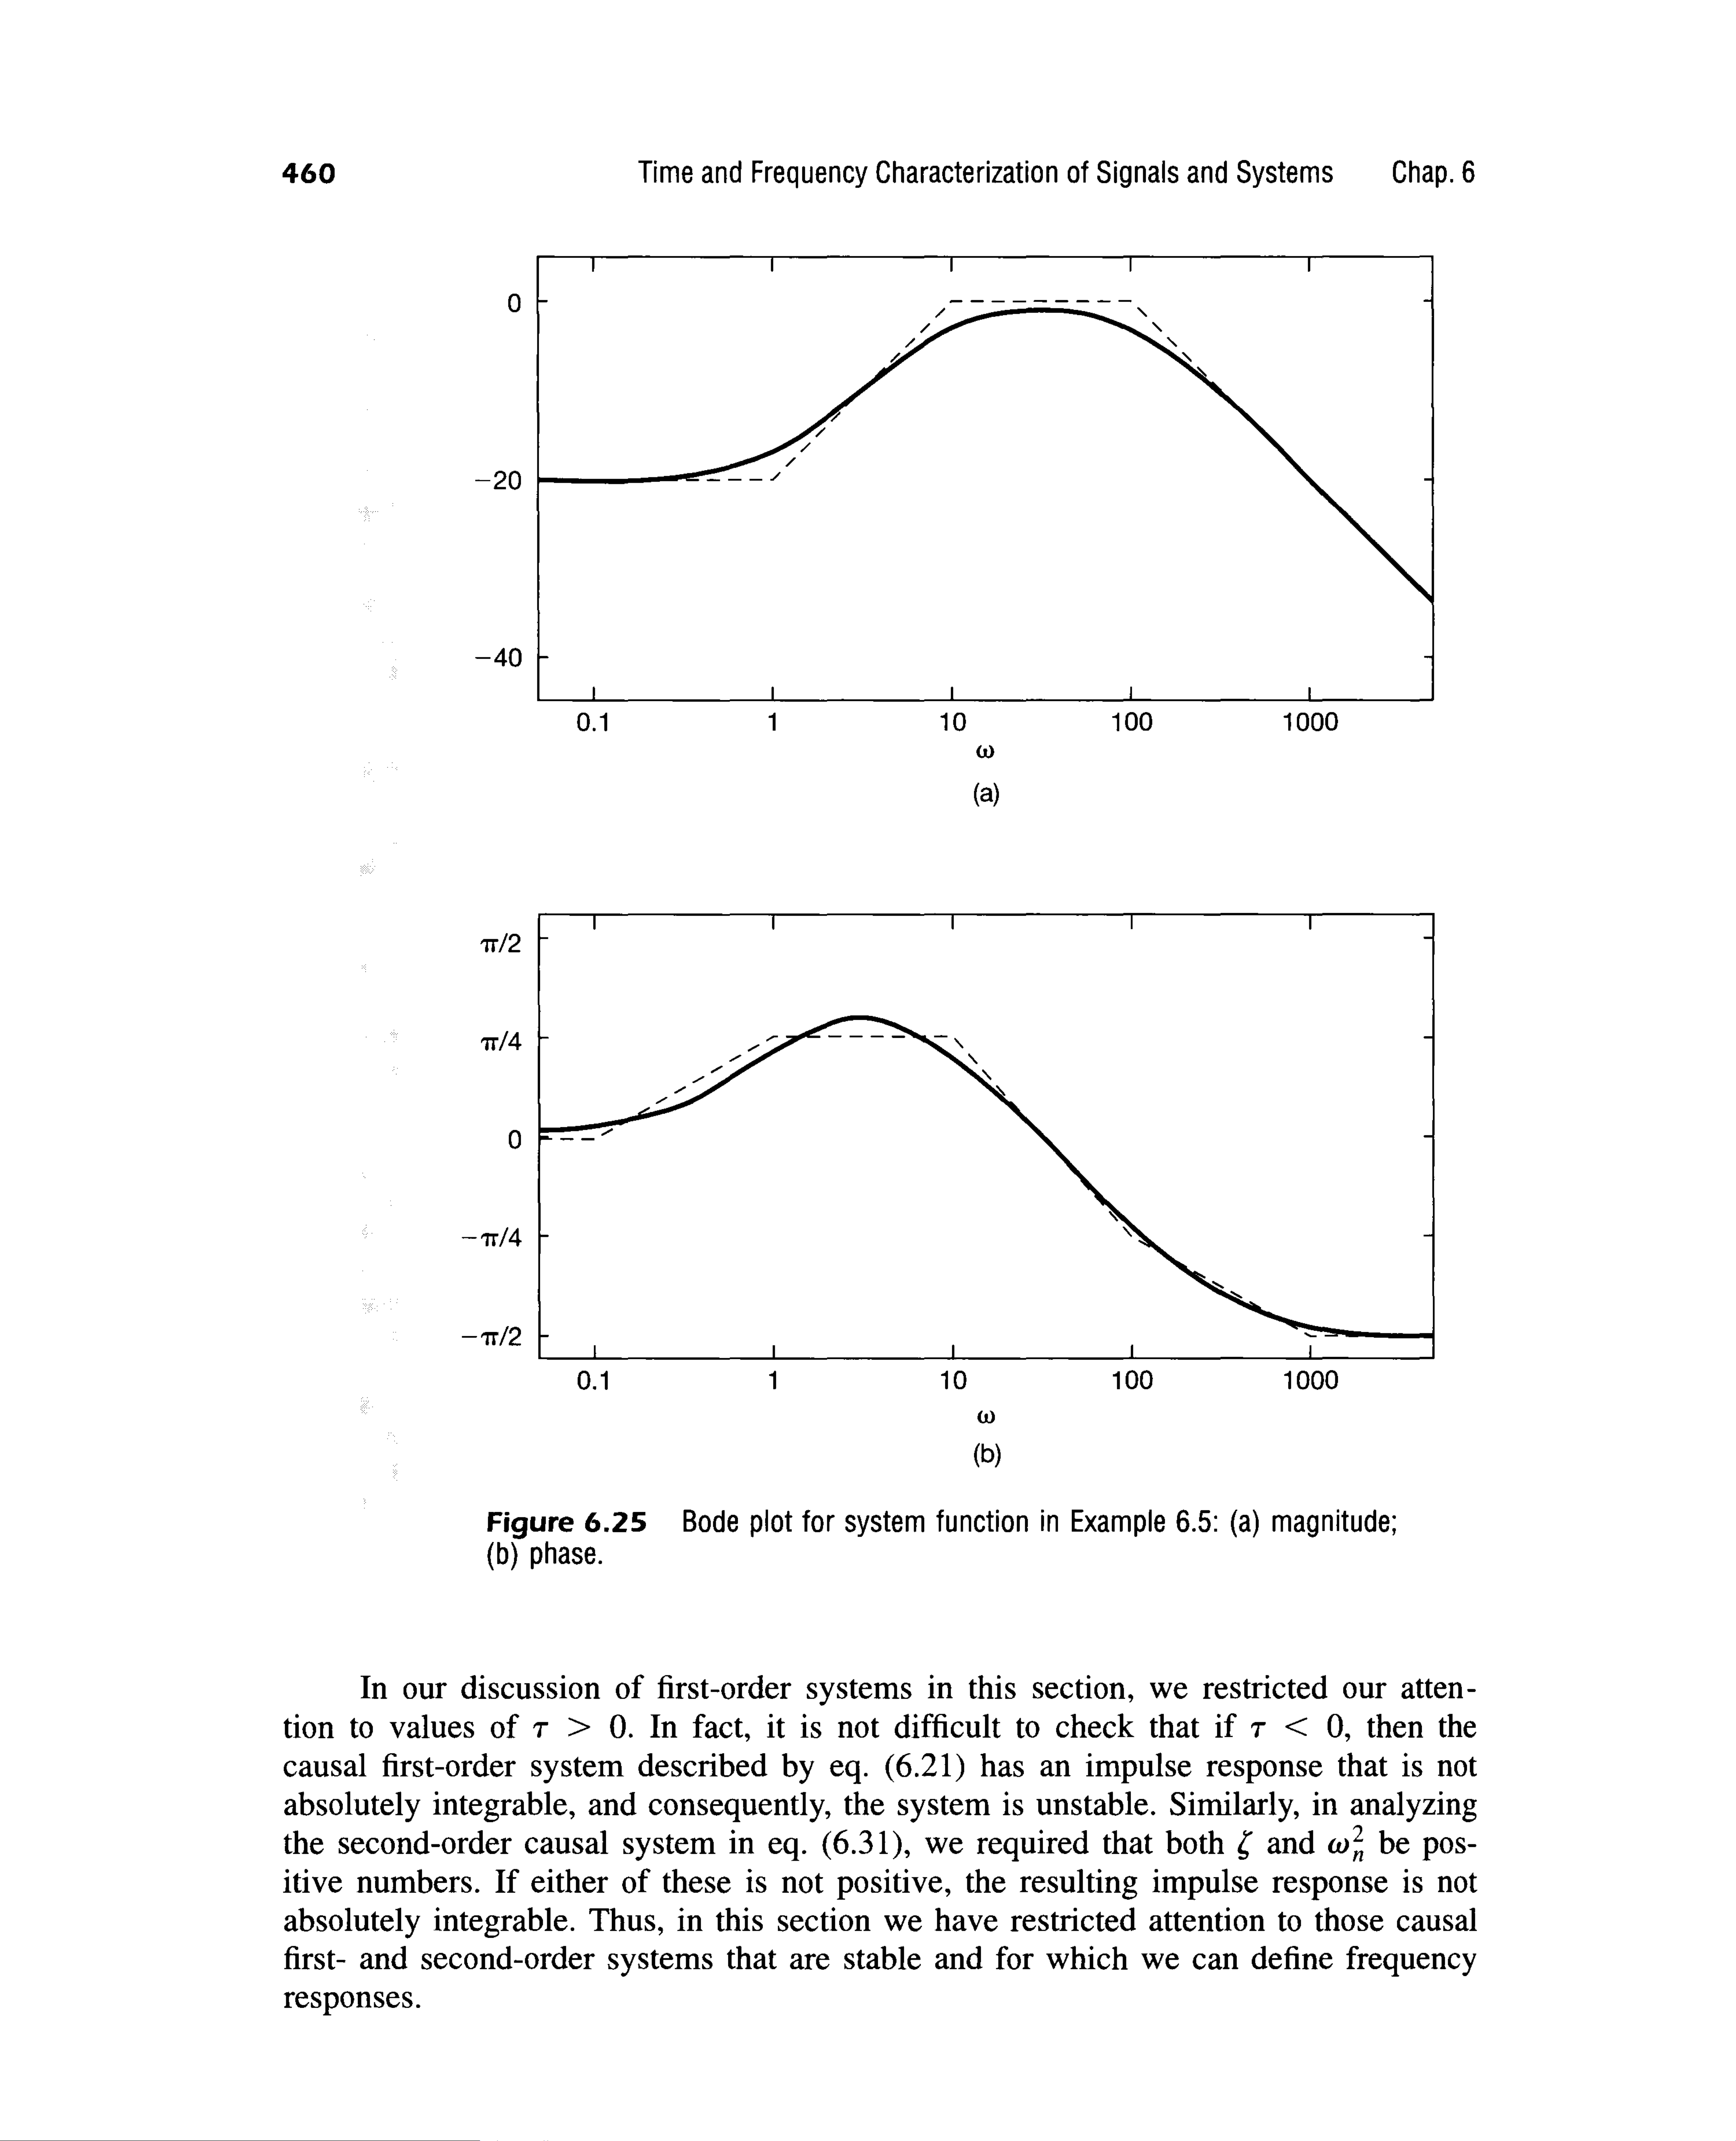 460 Time and Frequency Characterization of Signals and Systems Chap. 6
0
−20
−40
0.1 1 10 100 1000
ω
(a)
π/2
π/4
0
−π/4
−π/2
0.1 1 10 100 1000
ω
(b)
Figure 6.25 Bode plot for system function in Example 6.5: (a) magnitude;
(b) phase.
In our discussion of first-order systems in this section, we restricted our atten-
tion to values of τ > 0. In fact, it is not difficult to check that if τ < 0, then the
causal first-order system described by eq. (6.21) has an impulse response that is not
absolutely integrable, and consequently, the system is unstable. Similarly, in analyzing
the second-order causal system in eq. (6.31), we required that both ζ and ωₙ² be pos-
itive numbers. If either of these is not positive, the resulting impulse response is not
absolutely integrable. Thus, in this section we have restricted attention to those causal
first- and second-order systems that are stable and for which we can define frequency
responses.